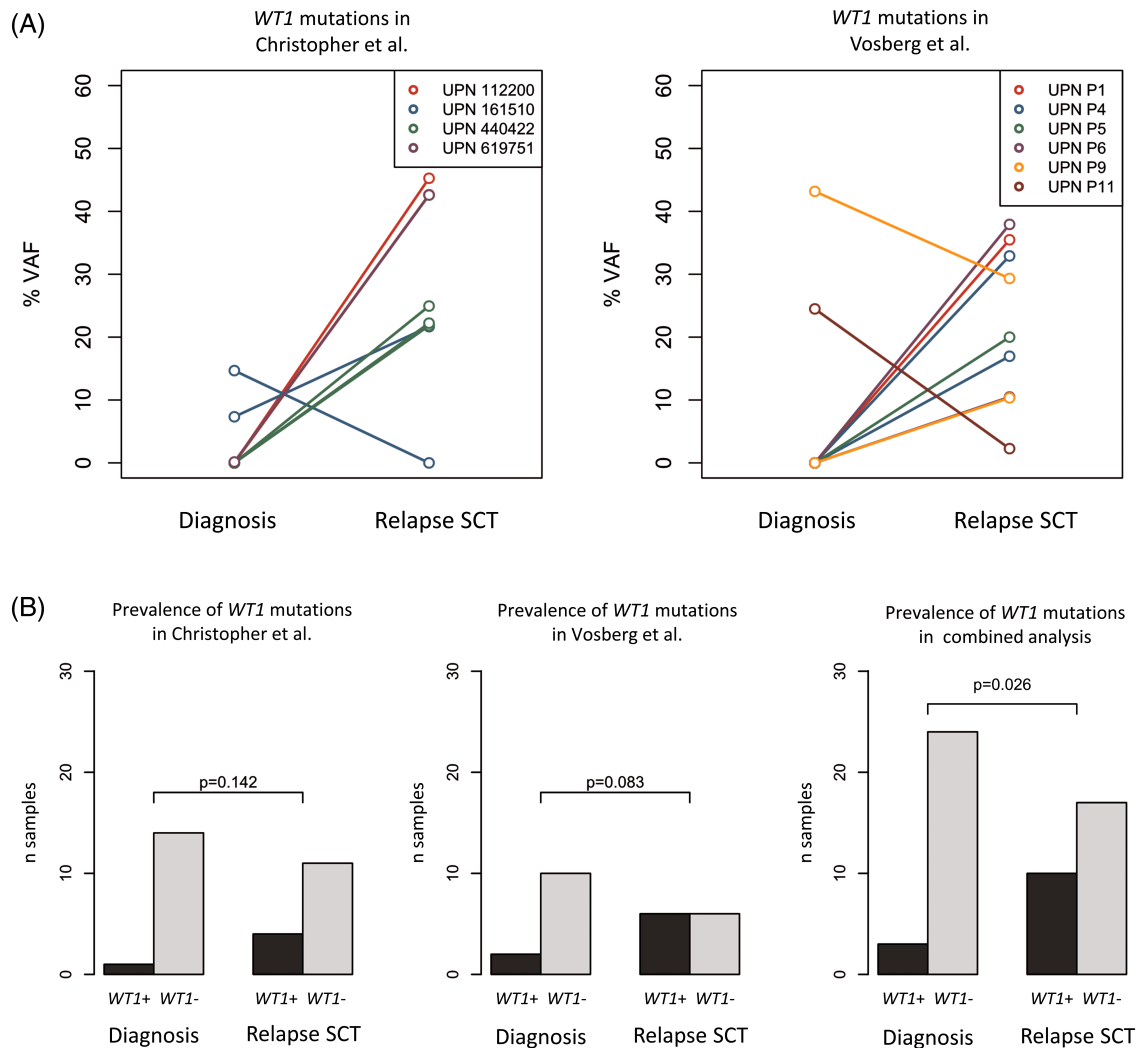 (A)
WT1 mutations in
Christopher et al.
% VAF
60
50
40
30
20
10
0
UPN 112200
UPN 161510
UPN 440422
UPN 619751
Diagnosis
Relapse SCT
WT1 mutations in
Vosberg et al.
% VAF
60
50
40
30
20
10
0
UPN P1
UPN P4
UPN P5
UPN P6
UPN P9
UPN P11
Diagnosis
Relapse SCT
(B)
Prevalence of WT1 mutations
in Christopher et al.
n samples
30
20
10
0
p=0.142
WT1+ WT1-
WT1+ WT1-
Diagnosis
Relapse SCT
Prevalence of WT1 mutations
in Vosberg et al.
n samples
30
20
10
0
p=0.083
WT1+ WT1-
WT1+ WT1-
Diagnosis
Relapse SCT
Prevalence of WT1 mutations
in combined analysis
n samples
30
20
10
0
p=0.026
WT1+ WT1-
WT1+ WT1-
Diagnosis
Relapse SCT